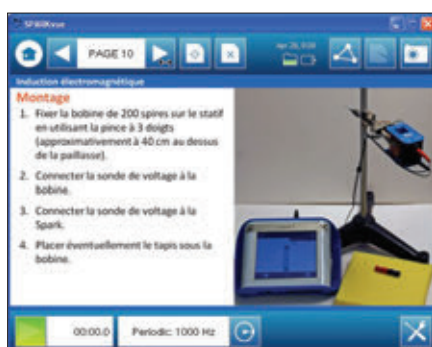 SPARKvue
PAGE 10
Induction électromagnétique
Montage
1. Fixer la bobine de 200 spires sur le statif
en utilisant la pince à 3 doigts
(approximativement à 40 cm au dessus
de la paillasse).
2. Connecter la sonde de voltage à la
bobine.
3. Connecter la sonde de voltage à la
Spark.
4. Placer éventuellement le tapis sous la
bobine.
00:00.0
Periodic: 1000 Hz